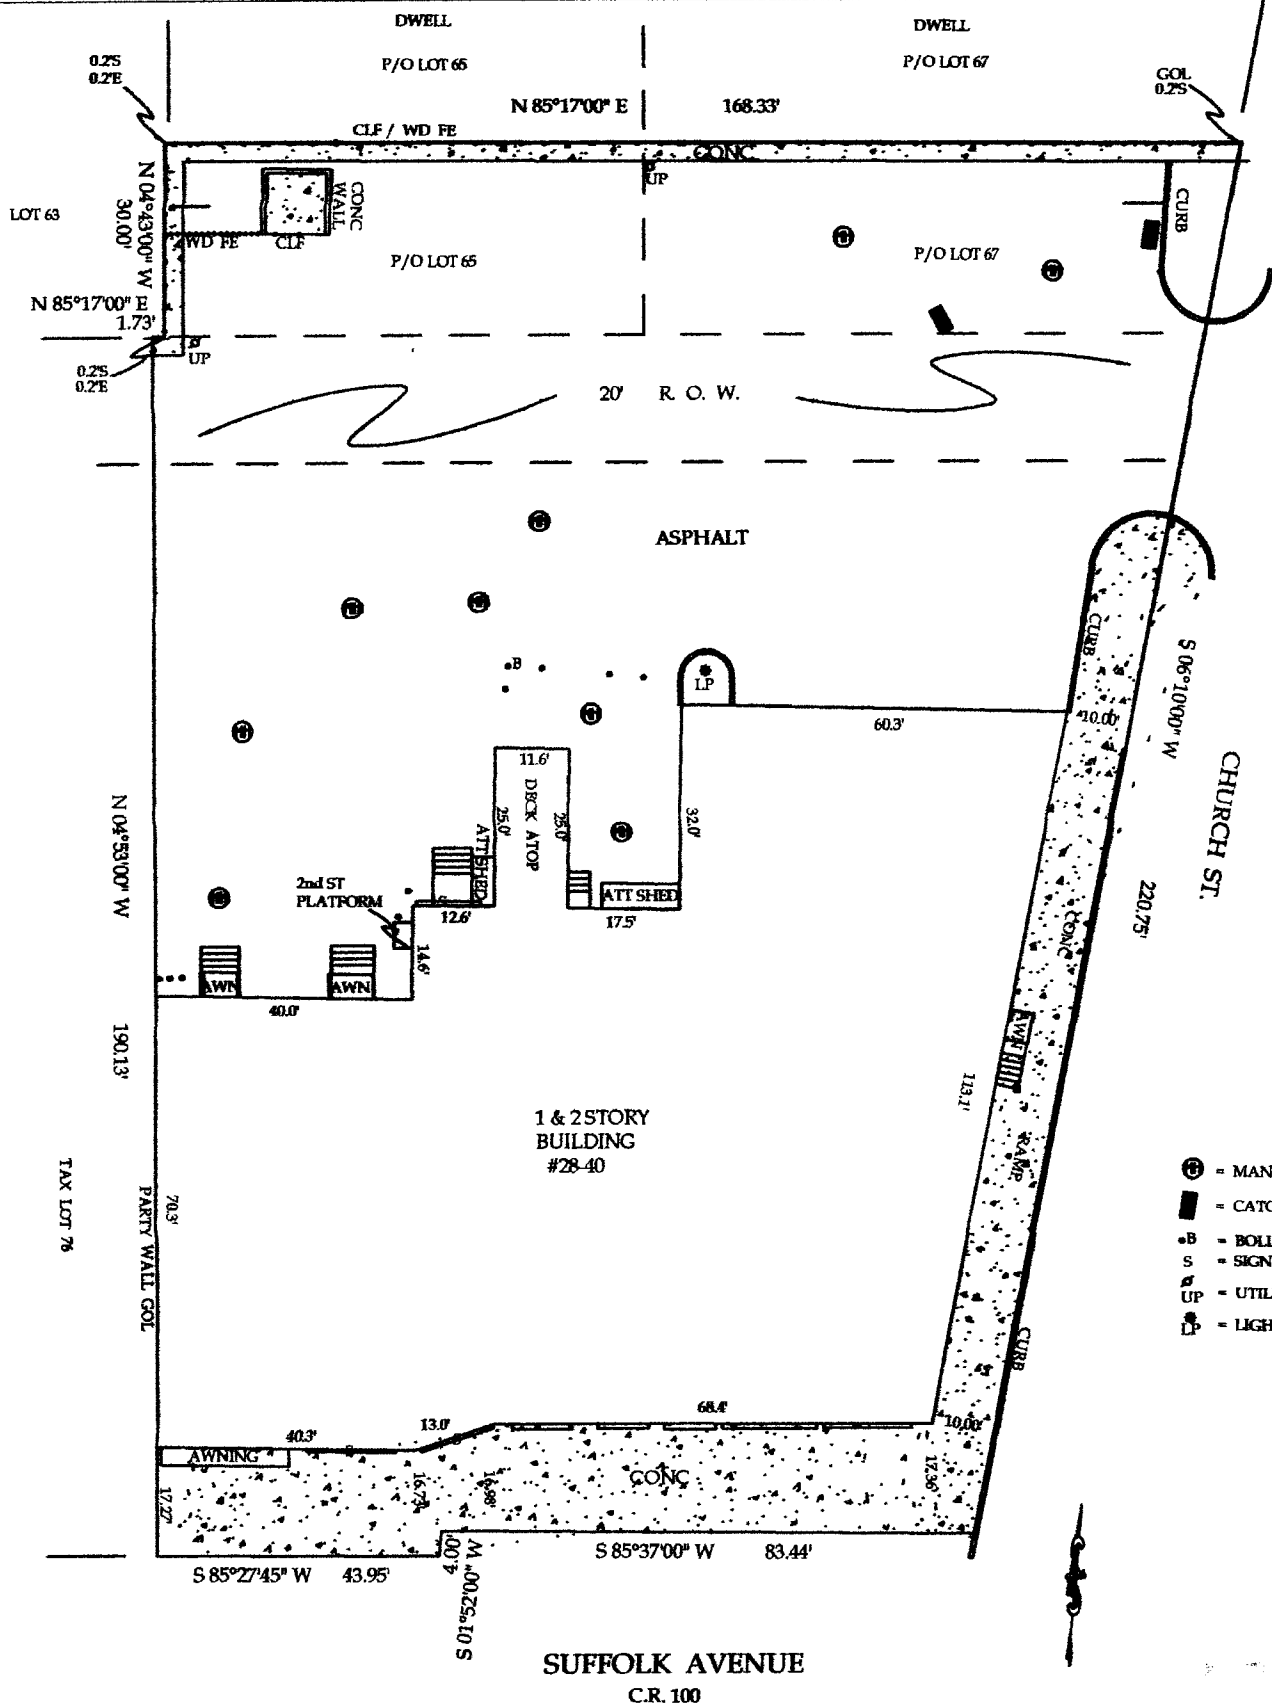 DWELL
DWELL
0.2'S
0.2'E
P/O LOT 65
P/O LOT 67
GOL
0.2'S
N 85°17'00" E 168.33'
CLF / WD FE
CONC
UP
N 04°43'00" W
30.00'
CONC
WALL
CURB
LOT 63
WD FE
CLF
P/O LOT 65
P/O LOT 67
N 85°17'00" E
1.73'
UP
0.2'S
0.2'E
20' R. O. W.
ASPHALT
CURB
S 06°10'00" W
B
LP
60.3'
10.00'
CHURCH ST.
11.6'
DECK ATOP
25.0'
25.0'
32.0'
N 04°53'00" W
ATT SHED
2nd ST
PLATFORM
S
12.6'
ATT SHED
17.5'
220.75'
CONC
14.6'
AWN
AWN
40.0'
190.13'
AWN
113.1'
1 & 2 STORY
BUILDING
#28-40
RAMP
= MAN
= CATC
B = BOLL
S = SIGN
UP = UTIL
LP = LIGH
TAX LOT 76
PARTY WALL GOL
70.3'
CURB
68.4'
13.0'
40.3'
10.00'
S
S
AWNING
17.27'
16.73'
16.98'
CONC
17.36'
4.00'
S 01°52'00" W
S 85°37'00" W 83.44'
S 85°27'45" W 43.95'
SUFFOLK AVENUE
C.R. 100